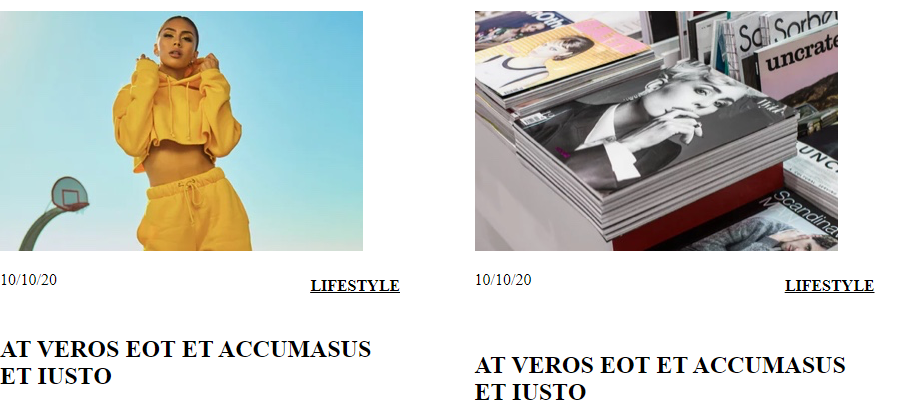 Sorbe
uncrate
Scandina
10/10/20
LIFESTYLE
AT VEROS EOT ET ACCUMASUS
ET IUSTO
10/10/20
LIFESTYLE
AT VEROS EOT ET ACCUMASUS
ET IUSTO